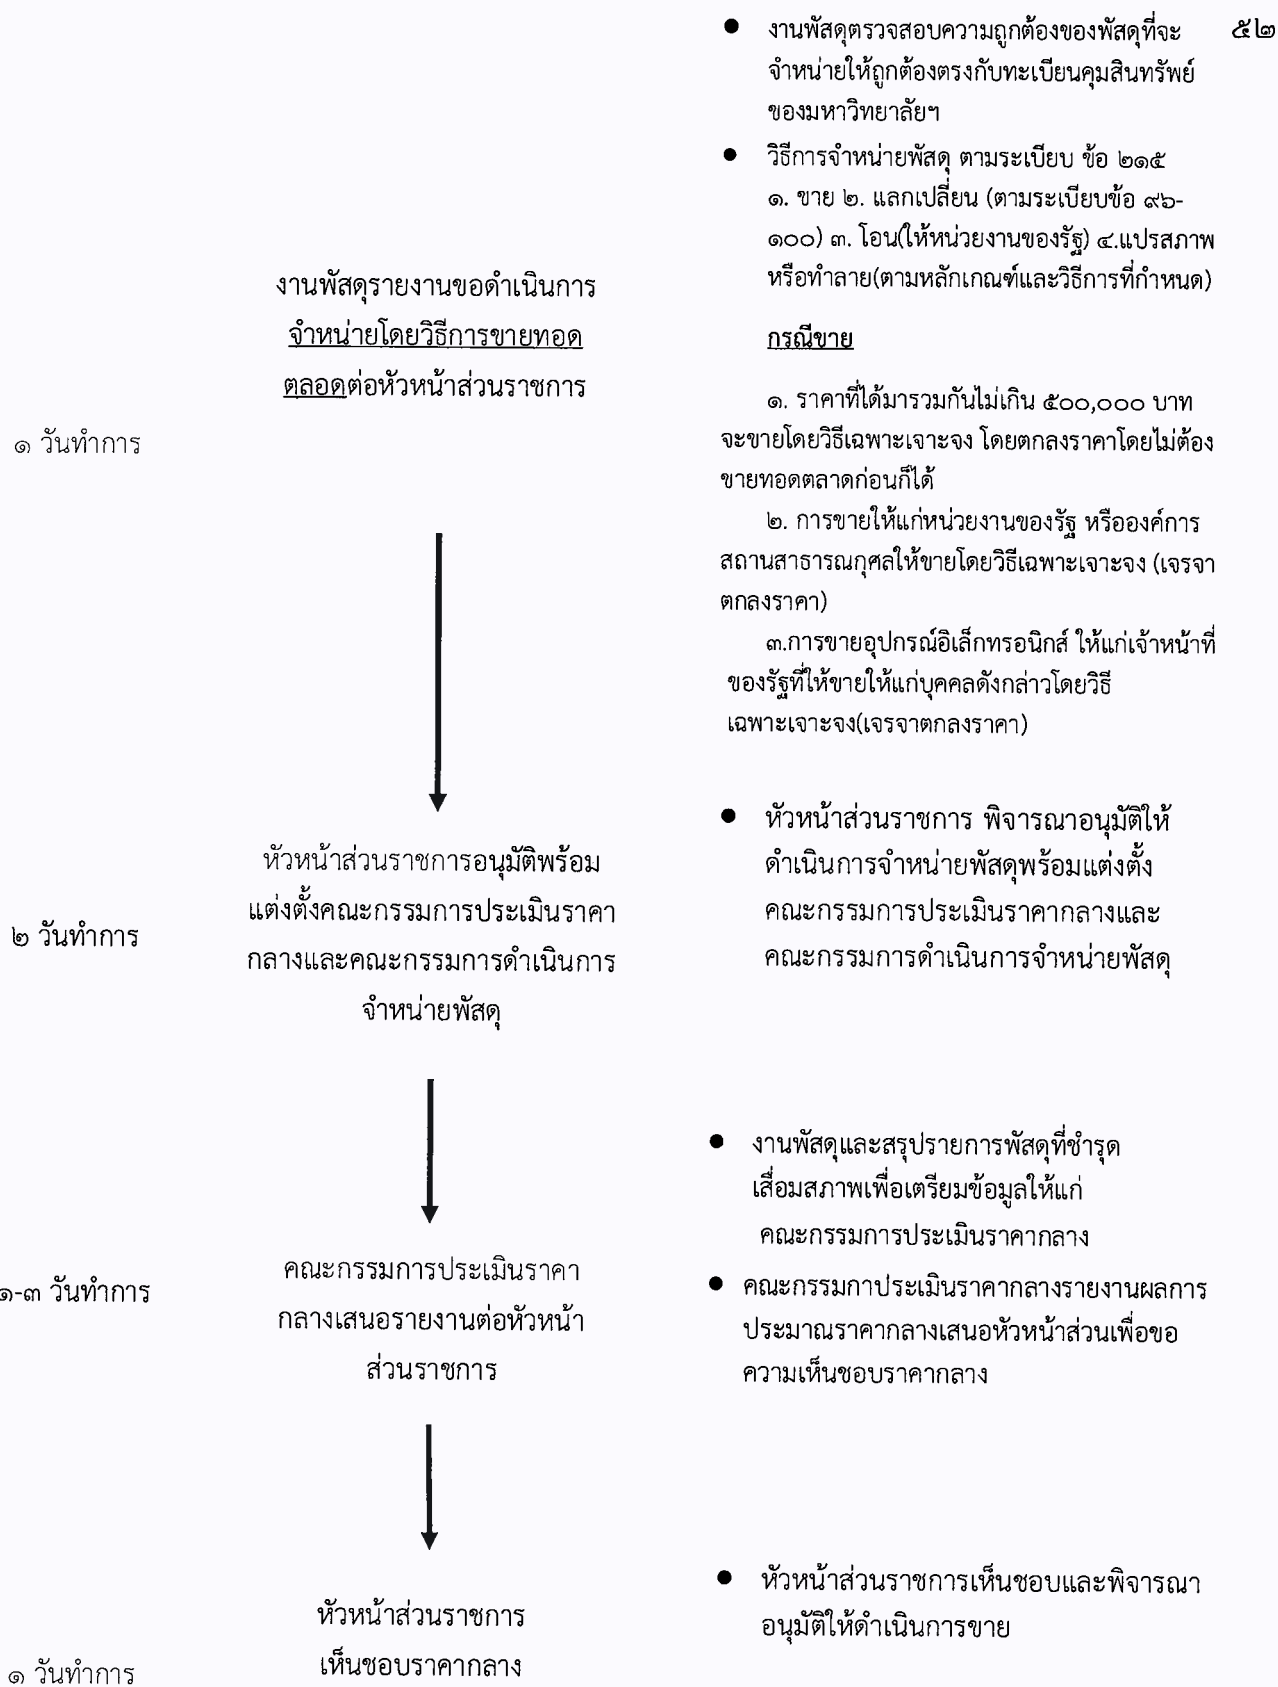 ๕๒
● งานพัสดุตรวจสอบความถูกต้องของพัสดุที่จะ
จำหน่ายให้ถูกต้องตรงกับทะเบียนคุมสินทรัพย์
ของมหาวิทยาลัยฯ
● วิธีการจำหน่ายพัสดุ ตามระเบียบ ข้อ ๒๑๕
๑. ขาย ๒. แลกเปลี่ยน (ตามระเบียบข้อ ๙๖-
๑๐๐) ๓. โอน(ให้หน่วยงานของรัฐ) ๔.แปรสภาพ
หรือทำลาย(ตามหลักเกณฑ์และวิธีการที่กำหนด)
งานพัสดุรายงานขอดำเนินการ
จำหน่ายโดยวิธีการขายทอด
ตลอดต่อหัวหน้าส่วนราชการ
๑ วันทำการ
กรณีขาย
๑. ราคาที่ได้มารวมกันไม่เกิน ๕๐๐,๐๐๐ บาท
จะขายโดยวิธีเฉพาะเจาะจง โดยตกลงราคาโดยไม่ต้อง
ขายทอดตลาดก่อนก็ได้
๒. การขายให้แก่หน่วยงานของรัฐ หรือองค์การ
สถานสาธารณกุศลให้ขายโดยวิธีเฉพาะเจาะจง (เจรจา
ตกลงราคา)
๓.การขายอุปกรณ์อิเล็กทรอนิกส์ ให้แก่เจ้าหน้าที่
ของรัฐที่ให้ขายให้แก่บุคคลดังกล่าวโดยวิธี
เฉพาะเจาะจง(เจรจาตกลงราคา)
๒ วันทำการ
หัวหน้าส่วนราชการอนุมัติพร้อม
แต่งตั้งคณะกรรมการประเมินราคา
กลางและคณะกรรมการดำเนินการ
จำหน่ายพัสดุ
● หัวหน้าส่วนราชการ พิจารณาอนุมัติให้
ดำเนินการจำหน่ายพัสดุพร้อมแต่งตั้ง
คณะกรรมการประเมินราคากลางและ
คณะกรรมการดำเนินการจำหน่ายพัสดุ
๑-๓ วันทำการ
คณะกรรมการประเมินราคา
กลางเสนอรายงานต่อหัวหน้า
ส่วนราชการ
● งานพัสดุและสรุปรายการพัสดุที่ชำรุด
เสื่อมสภาพเพื่อเตรียมข้อมูลให้แก่
คณะกรรมการประเมินราคากลาง
● คณะกรรมกาประเมินราคากลางรายงานผลการ
ประมาณราคากลางเสนอหัวหน้าส่วนเพื่อขอ
ความเห็นชอบราคากลาง
๑ วันทำการ
หัวหน้าส่วนราชการ
เห็นชอบราคากลาง
● หัวหน้าส่วนราชการเห็นชอบและพิจารณา
อนุมัติให้ดำเนินการขาย